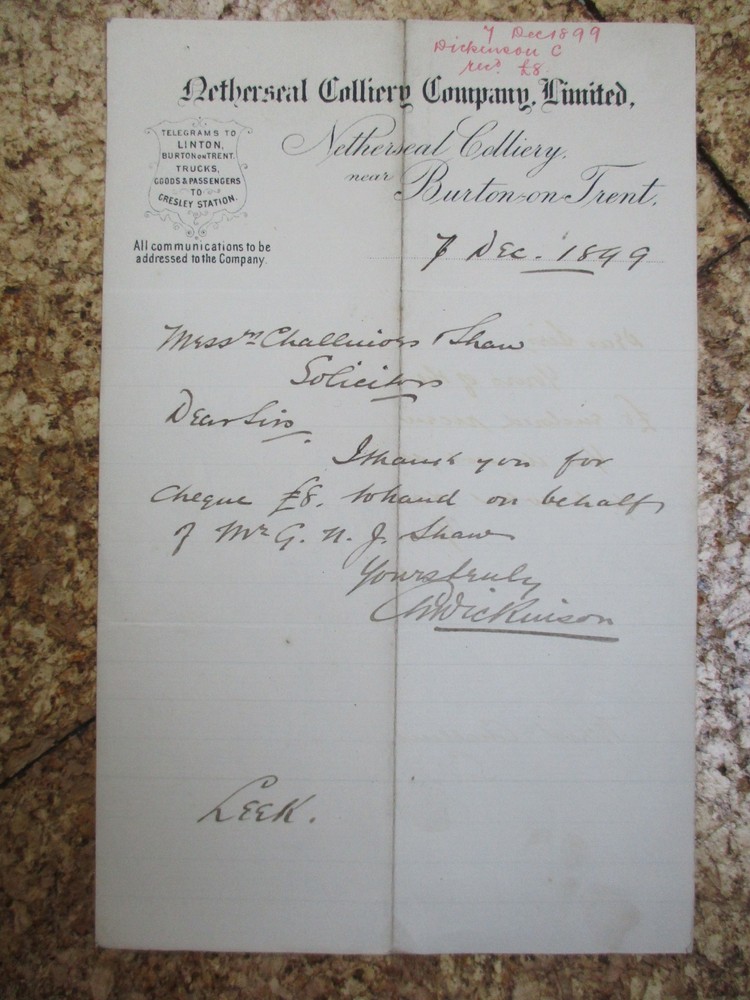 7 Dec 1899
Dickinson C
rec'd. £8.
Netherseal Colliery Company, Limited,
TELEGRAMS TO
LINTON,
BURTON ON TRENT.
TRUCKS,
GOODS & PASSENGERS
TO
GRESLEY STATION.
All communications to be
addressed to the Company.
Netherseal Colliery,
near Burton-on-Trent.
7 Dec. 1899
Messrs Challinors & Shaw
Solicitors
Dear Sirs
I thank you for
cheque £8. to hand on behalf
of Mr G. N. J. Shaw
Yours truly
Dickinson
Leek.